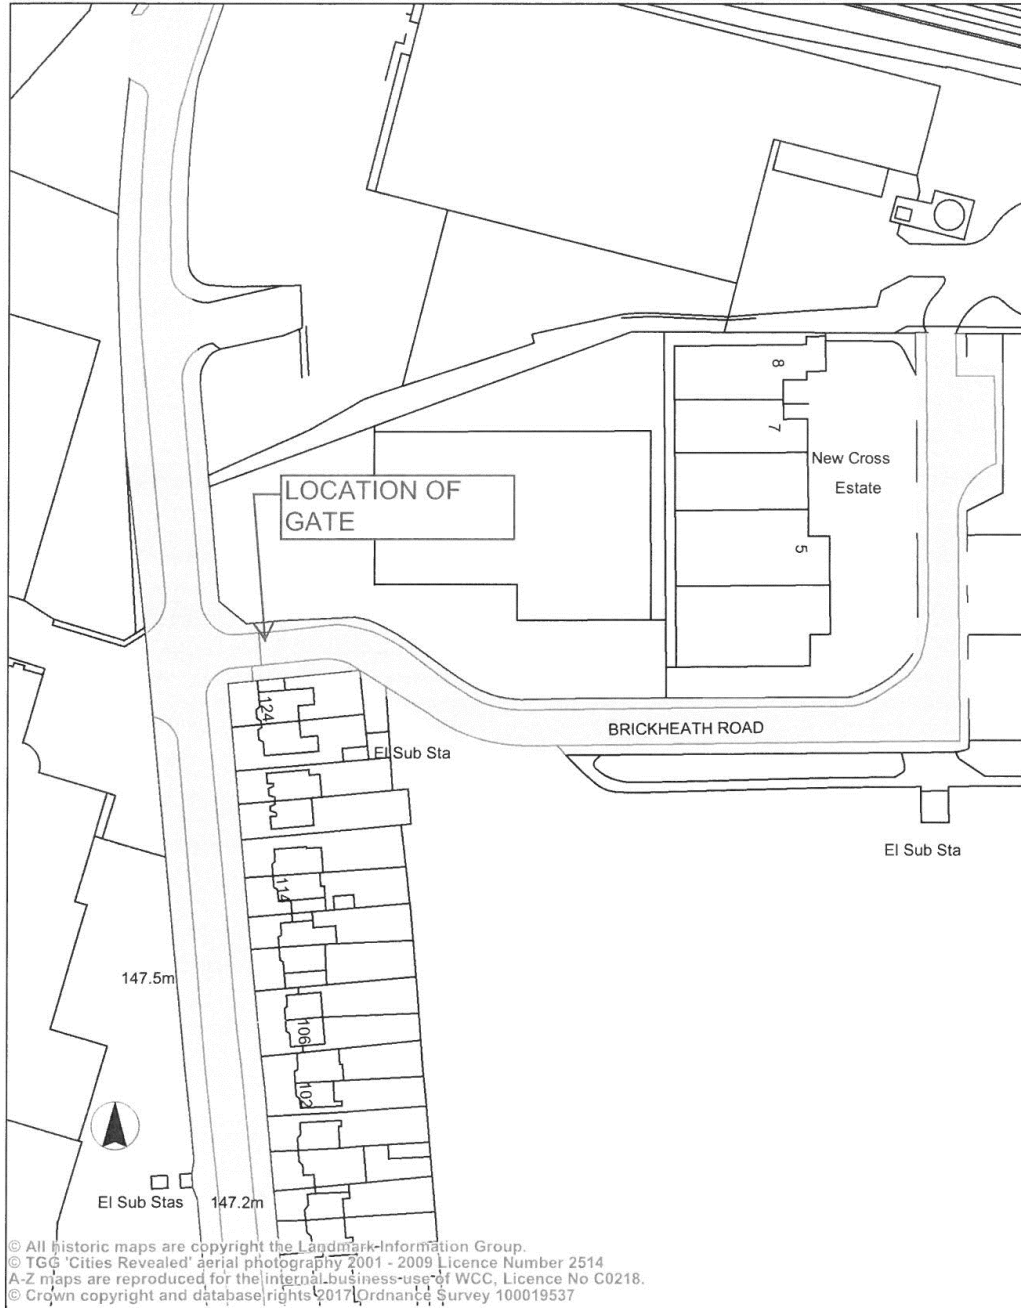 8
7
New Cross
Estate
LOCATION OF
GATE
5
124
BRICKHEATH ROAD
El Sub Sta
El Sub Sta
114
147.5m
106
102
El Sub Stas
147.2m
© All historic maps are copyright the Landmark Information Group.
© TGG 'Cities Revealed' aerial photography 2001 - 2009 Licence Number 2514
A-Z maps are reproduced for the internal business use of WCC, Licence No C0218.
© Crown copyright and database rights 2017 Ordnance Survey 100019537